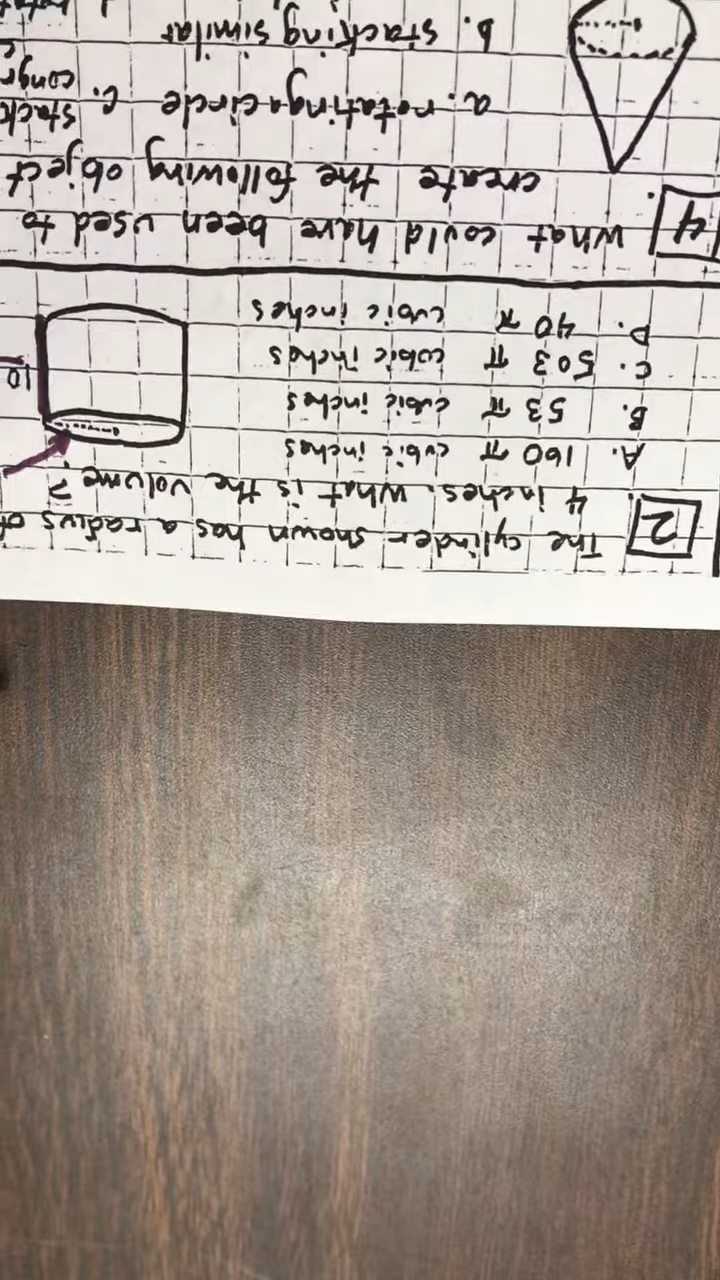 2 The cylinder shown has a radius of
4 inches. What is the volume?
A. 160 π cubic inches
B. 53 π cubic inches
C. 503 π cubic inches
D. 40 π cubic inches
10
4. What could have been used to
create the following object
a. rotating a circle c. stack
congr
b. stacking similar